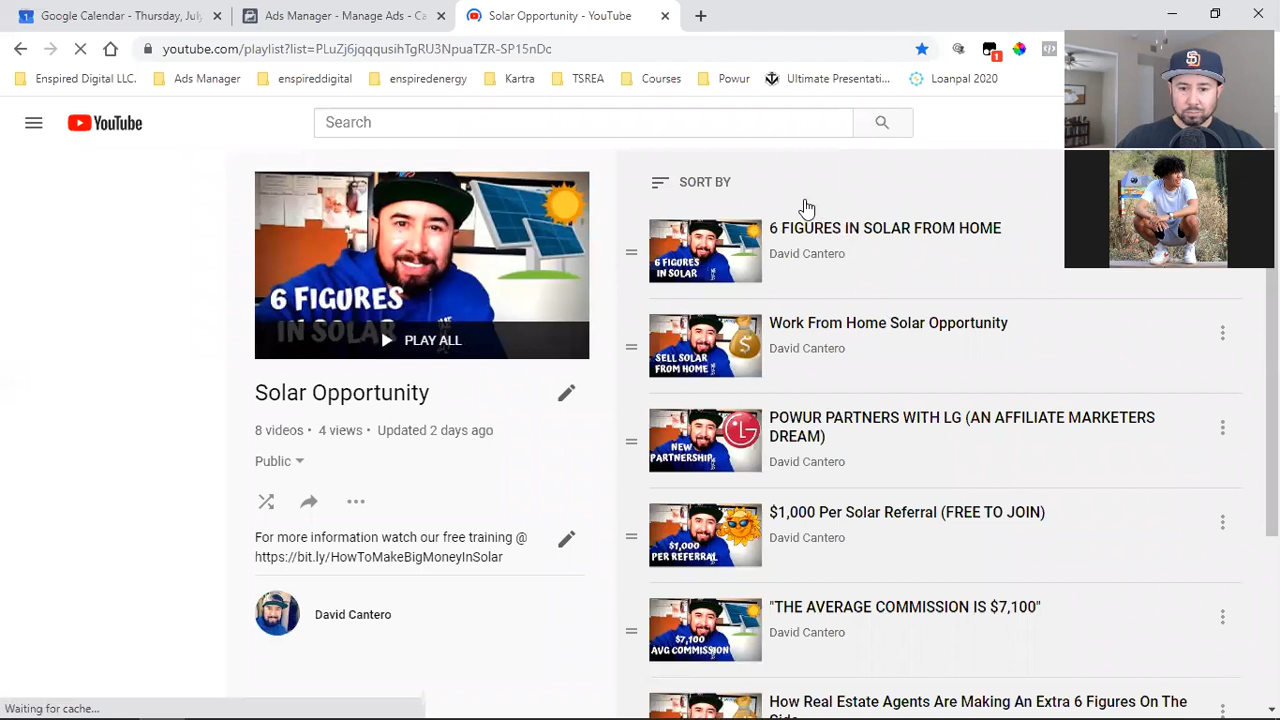 Google Calendar - Thursday, July
Ads Manager - Manage Ads - Ca
Solar Opportunity - YouTube
youtube.com/playlist?list=PLuZj6jqqqusihTgRU3NpuaTZR-SP15nDc
1
Enspired Digital LLC.
Ads Manager
enspireddigital
enspiredenergy
Kartra
TSREA
Courses
Powur
Ultimate Presentati...
Loanpal 2020
YouTube
Search
6 FIGURES
IN SOLAR
PLAY ALL
Solar Opportunity
8 videos • 4 views • Updated 2 days ago
Public
For more information watch our free training @
https://bit.ly/HowToMakeBigMoneyInSolar
David Cantero
SORT BY
6 FIGURES
IN SOLAR
6 FIGURES IN SOLAR FROM HOME
David Cantero
SELL SOLAR
FROM HOME
Work From Home Solar Opportunity
David Cantero
NEW
PARTNERSHIP
LG
POWUR PARTNERS WITH LG (AN AFFILIATE MARKETERS
DREAM)
David Cantero
$1,000
PER REFERRAL
$1,000 Per Solar Referral (FREE TO JOIN)
David Cantero
$7,100
AVG COMMISSION
"THE AVERAGE COMMISSION IS $7,100"
David Cantero
How Real Estate Agents Are Making An Extra 6 Figures On The
Waiting for cache...